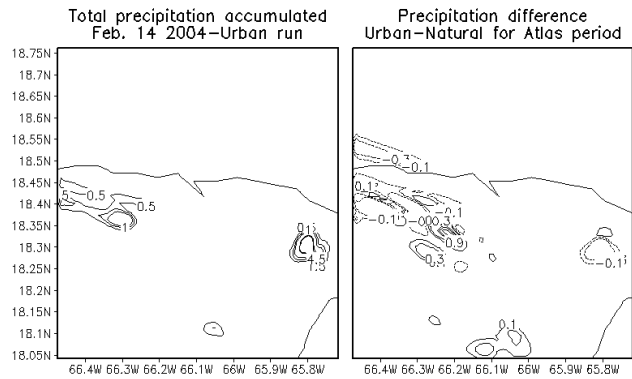 Total precipitation accumulated
Feb. 14 2004-Urban run
Precipitation difference
Urban-Natural for Atlas period
18.75N
18.7N
18.65N
18.6N
18.55N
18.5N
18.45N
18.4N
18.35N
18.3N
18.25N
18.2N
18.15N
18.1N
18.05N
0.5
0.5
1
4.5
1.5
-0.1
-0.1
0.9
0.3
-0.1
0.1
66.4W 66.3W 66.2W 66.1W 66W 65.9W 65.8W
66.4W 66.3W 66.2W 66.1W 66W 65.9W 65.8W